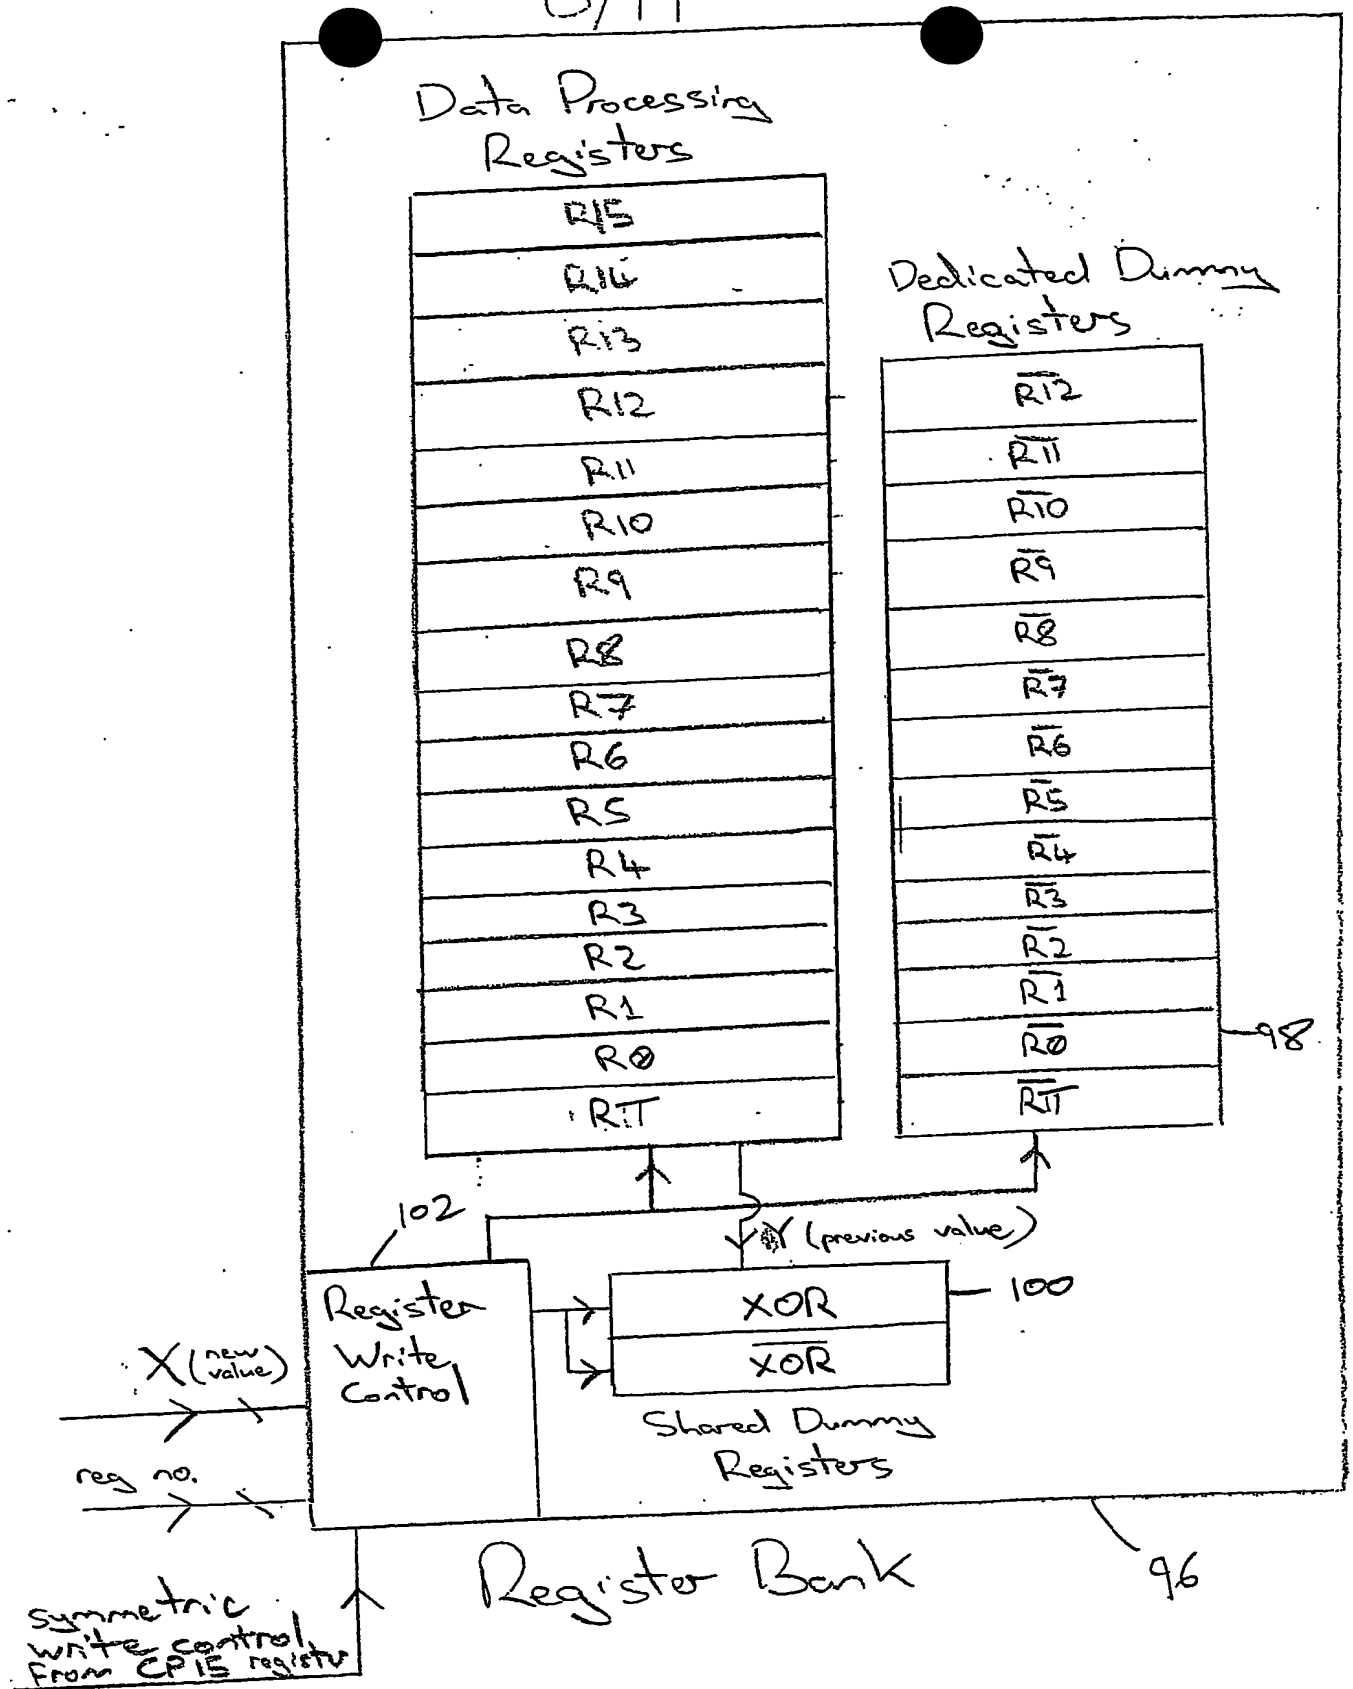 Data Processing
Registers
R15
R14
R13
R12
R11
R10
R9
R8
R7
R6
R5
R4
R3
R2
R1
R0
RT
Dedicated Dummy
Registers
R̅1̅2̅
R̅1̅1̅
R̅1̅0̅
R̅9̅
R̅8̅
R̅7̅
R̅6̅
R̅5̅
R̅4̅
R̅3̅
R̅2̅
R̅1̅
R̅0̅
R̅T̅
98
102
Y (previous value)
Register
Write
Control
XOR
X̅O̅R̅
100
Shared Dummy
Registers
X (new value)
reg no.
symmetric
write control
from CP15 register
Register Bank
96